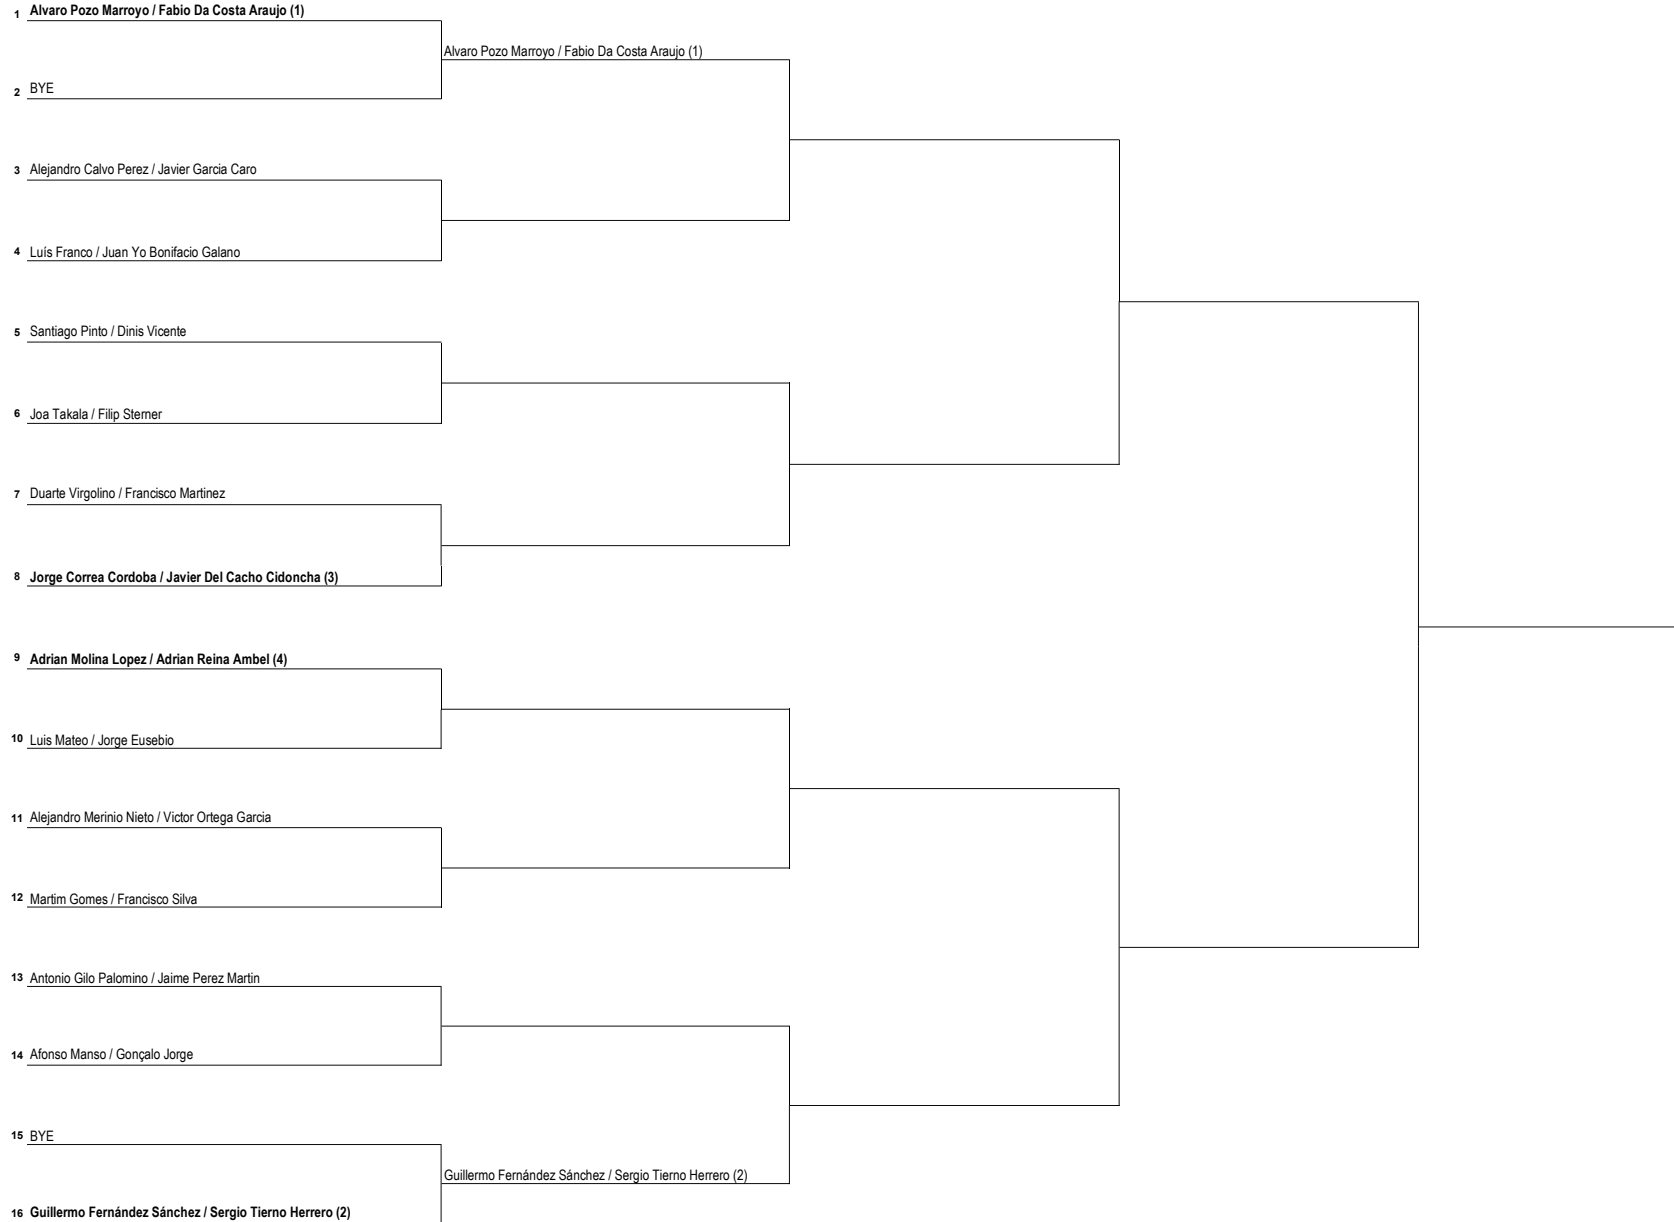 1 Alvaro Pozo Marroyo / Fabio Da Costa Araujo (1)
Alvaro Pozo Marroyo / Fabio Da Costa Araujo (1)
2 BYE
3 Alejandro Calvo Perez / Javier Garcia Caro
4 Luís Franco / Juan Yo Bonifacio Galano
5 Santiago Pinto / Dinis Vicente
6 Joa Takala / Filip Sterner
7 Duarte Virgolino / Francisco Martinez
8 Jorge Correa Cordoba / Javier Del Cacho Cidoncha (3)
9 Adrian Molina Lopez / Adrian Reina Ambel (4)
10 Luis Mateo / Jorge Eusebio
11 Alejandro Merinio Nieto / Victor Ortega Garcia
12 Martim Gomes / Francisco Silva
13 Antonio Gilo Palomino / Jaime Perez Martin
14 Afonso Manso / Gonçalo Jorge
15 BYE
Guillermo Fernández Sánchez / Sergio Tierno Herrero (2)
16 Guillermo Fernández Sánchez / Sergio Tierno Herrero (2)